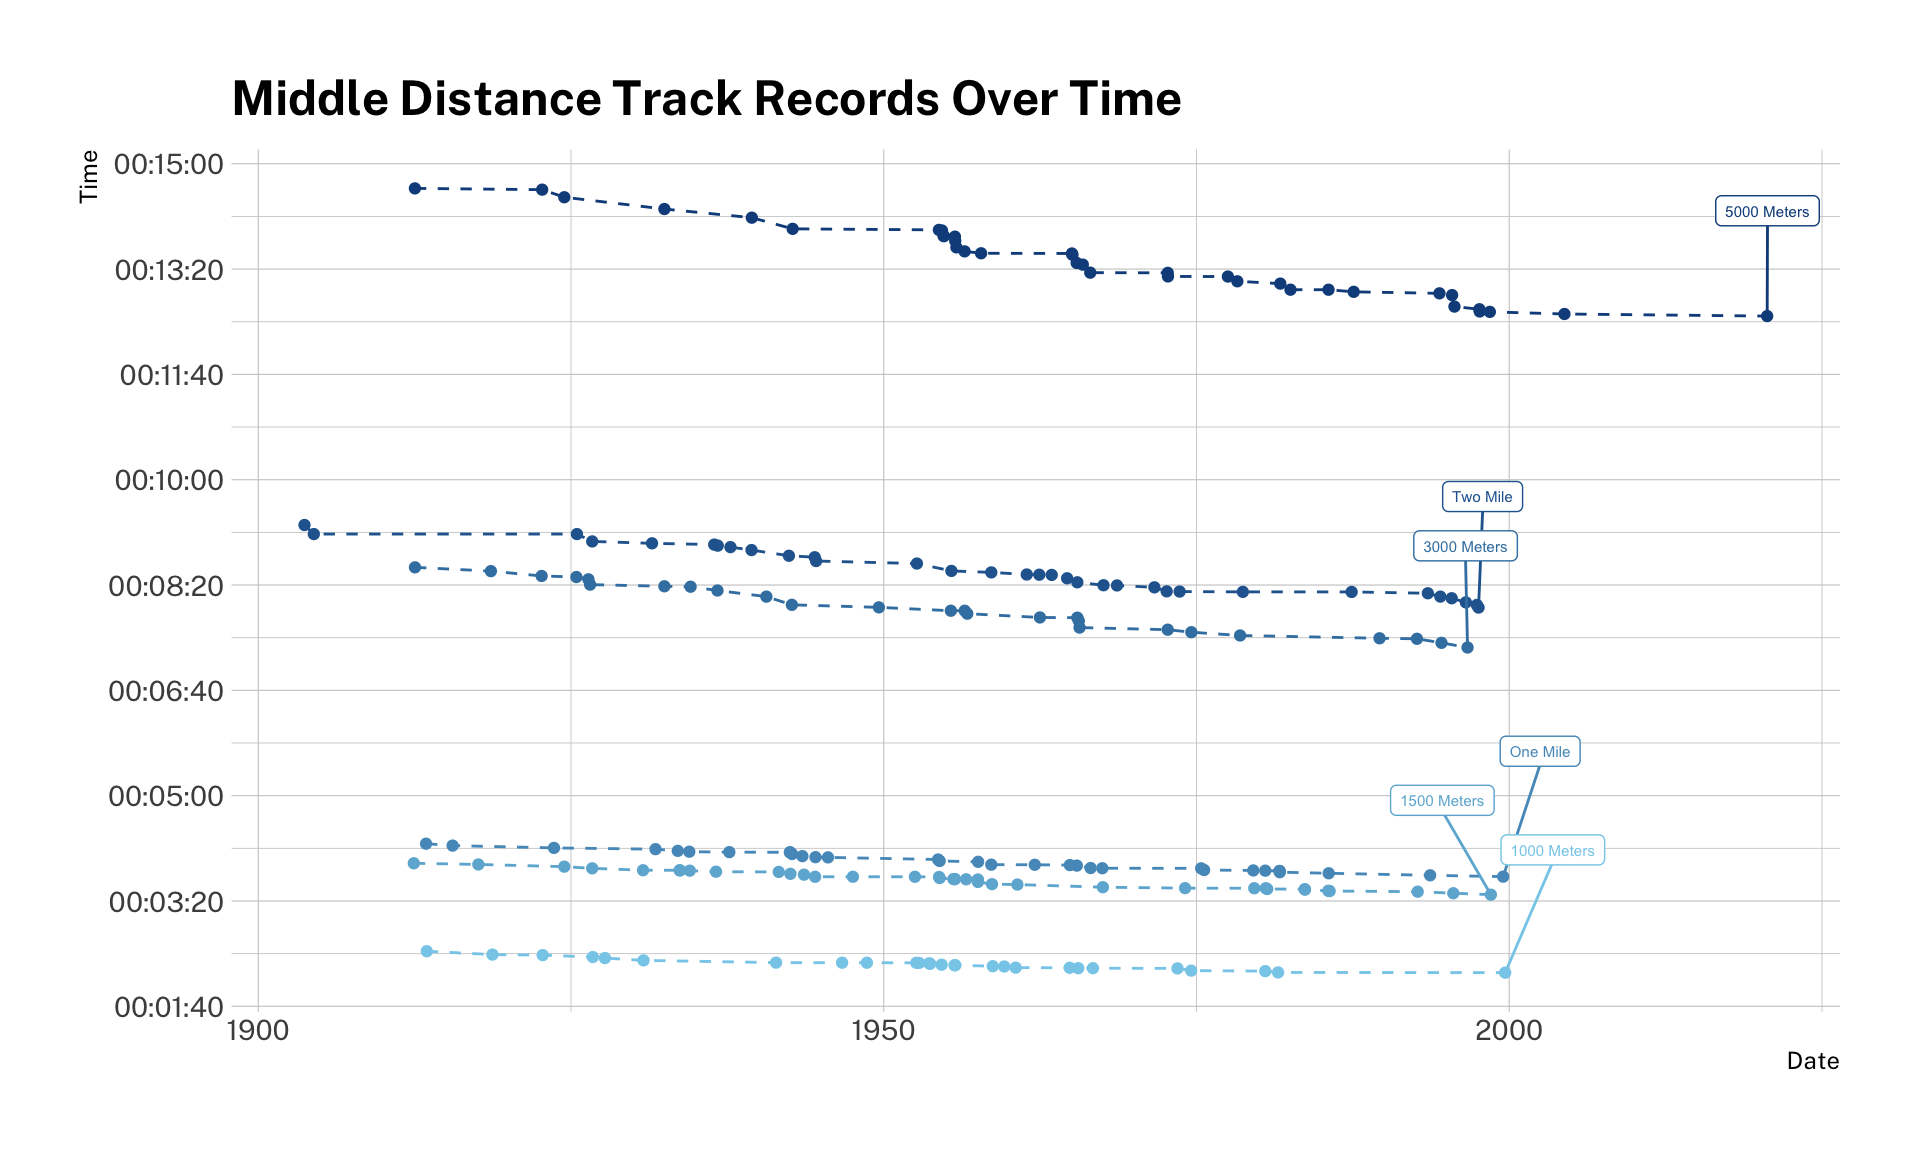 Middle Distance Track Records Over Time
Time
00:15:00
5000 Meters
00:13:20
00:11:40
00:10:00
Two Mile
3000 Meters
00:08:20
00:06:40
One Mile
00:05:00
1500 Meters
1000 Meters
00:03:20
00:01:40
1900 1950 2000
Date